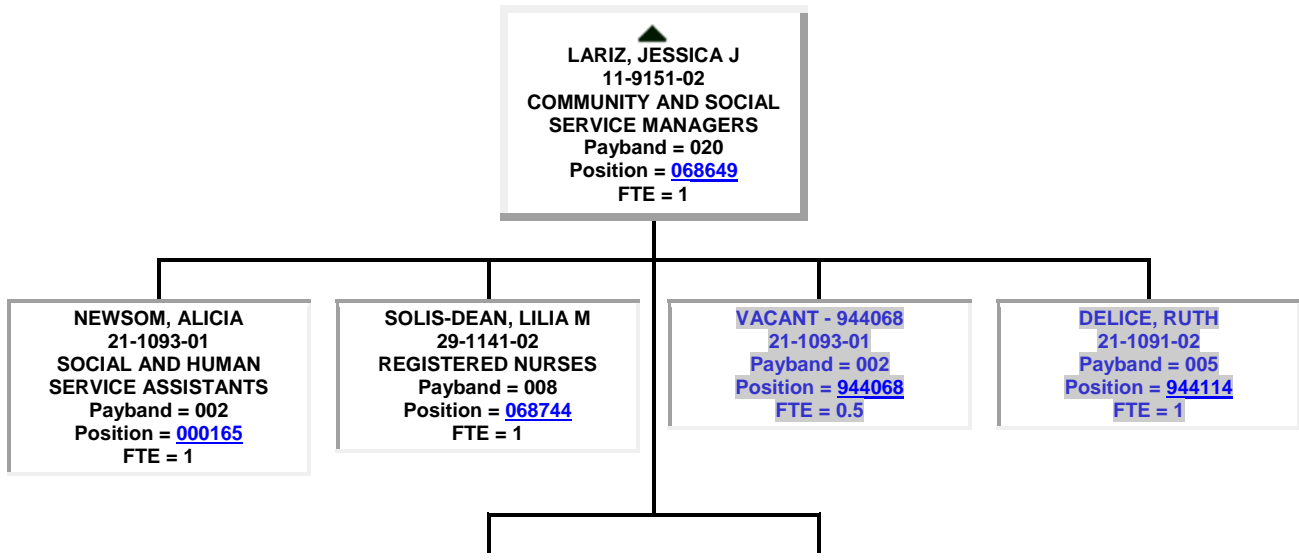 LARIZ, JESSICA J
11-9151-02
COMMUNITY AND SOCIAL
SERVICE MANAGERS
Payband = 020
Position = 068649
FTE = 1
NEWSOM, ALICIA
21-1093-01
SOCIAL AND HUMAN
SERVICE ASSISTANTS
Payband = 002
Position = 000165
FTE = 1
SOLIS-DEAN, LILIA M
29-1141-02
REGISTERED NURSES
Payband = 008
Position = 068744
FTE = 1
VACANT - 944068
21-1093-01
Payband = 002
Position = 944068
FTE = 0.5
DELICE, RUTH
21-1091-02
Payband = 005
Position = 944114
FTE = 1